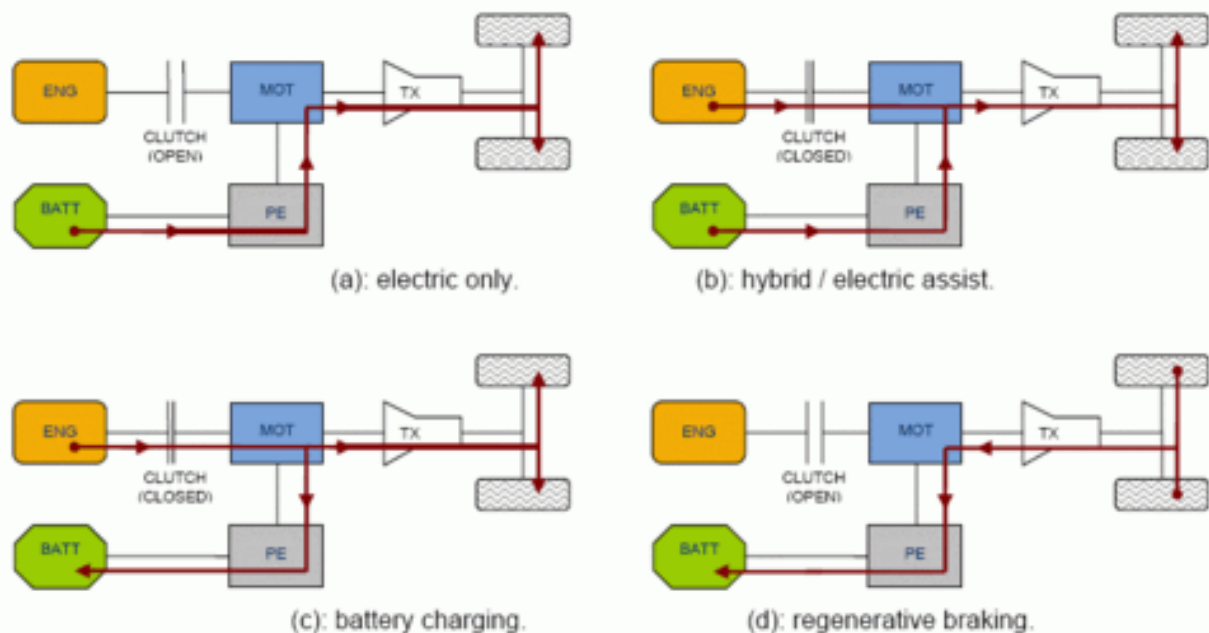 ENG
MOT
TX
CLUTCH
(OPEN)
BATT
PE
(a): electric only.
ENG
MOT
TX
CLUTCH
(CLOSED)
BATT
PE
(b): hybrid / electric assist.
ENG
MOT
TX
CLUTCH
(CLOSED)
BATT
PE
(c): battery charging.
ENG
MOT
TX
CLUTCH
(OPEN)
BATT
PE
(d): regenerative braking.